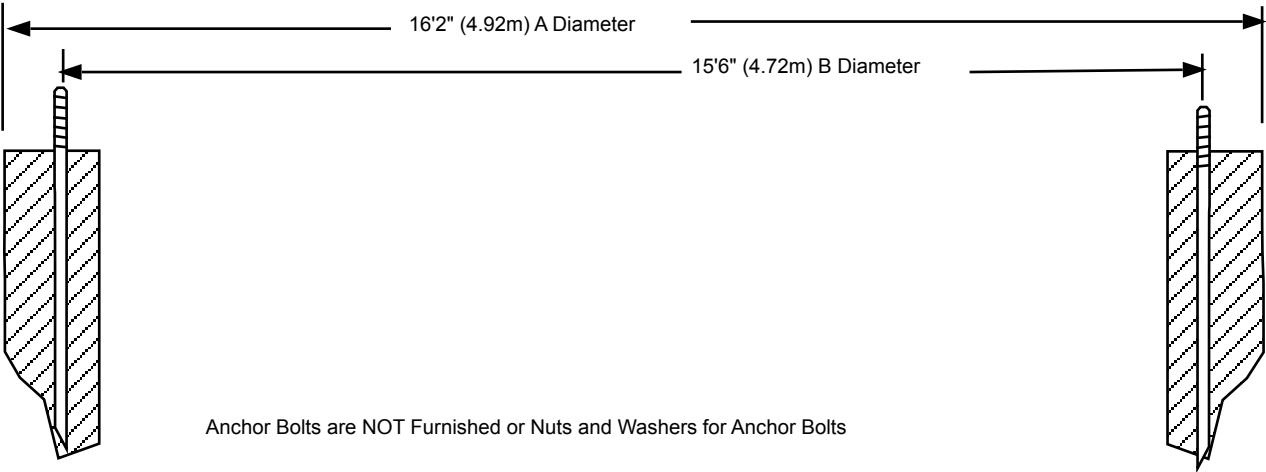 16'2" (4.92m) A Diameter
15'6" (4.72m) B Diameter
Anchor Bolts are NOT Furnished or Nuts and Washers for Anchor Bolts